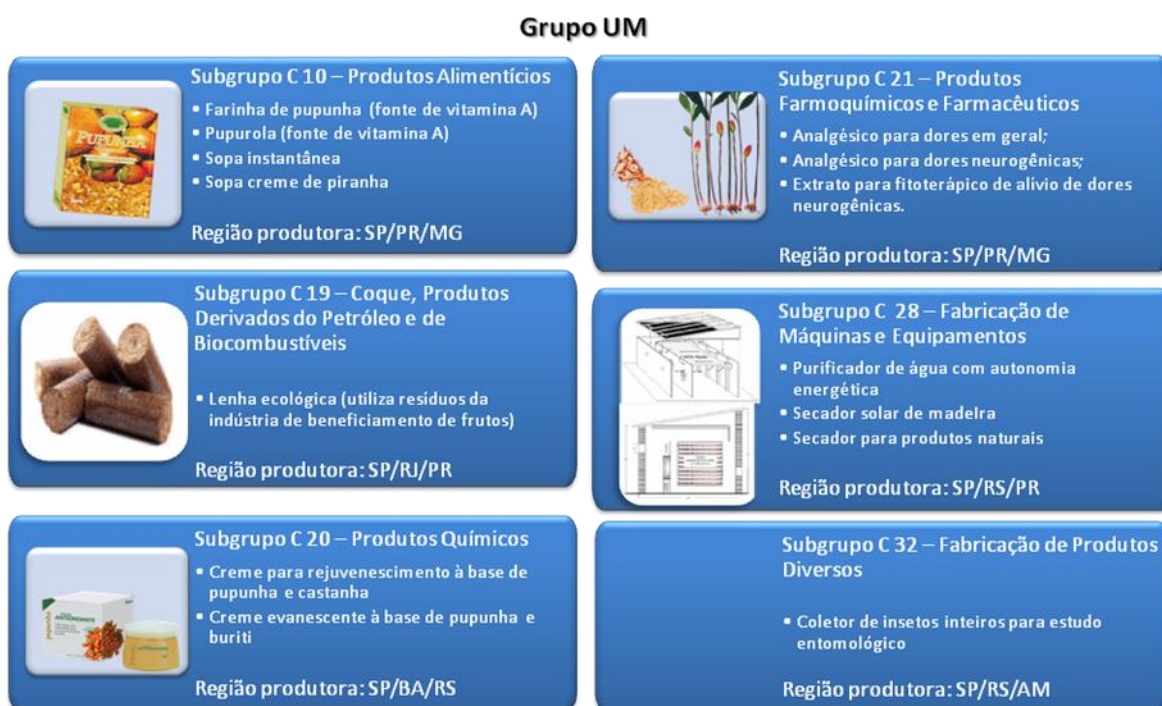 Grupo UM
Subgrupo C 10 – Produtos Alimentícios
▪ Farinha de pupunha (fonte de vitamina A)
▪ Pupurola (fonte de vitamina A)
▪ Sopa instantânea
▪ Sopa creme de piranha
Região produtora: SP/PR/MG
PUPUNHA
Subgrupo C 19 – Coque, Produtos
Derivados do Petróleo e de
Biocombustíveis
▪ Lenha ecológica (utiliza resíduos da
indústria de beneficiamento de frutos)
Região produtora: SP/RJ/PR
Subgrupo C 20 – Produtos Químicos
▪ Creme para rejuvenescimento à base de
pupunha e castanha
▪ Creme evanescente à base de pupunha e
buriti
Região produtora: SP/BA/RS
pupunha
Subgrupo C 21 – Produtos
Farmoquímicos e Farmacêuticos
▪ Analgésico para dores em geral;
▪ Analgésico para dores neurogênicas;
▪ Extrato para fitoterápico de alívio de dores
neurogênicas.
Região produtora: SP/PR/MG
Subgrupo C 28 – Fabricação de
Máquinas e Equipamentos
▪ Purificador de água com autonomia
energética
▪ Secador solar de madeira
▪ Secador para produtos naturais
Região produtora: SP/RS/PR
Subgrupo C 32 – Fabricação de Produtos
Diversos
▪ Coletor de insetos inteiros para estudo
entomológico
Região produtora: SP/RS/AM